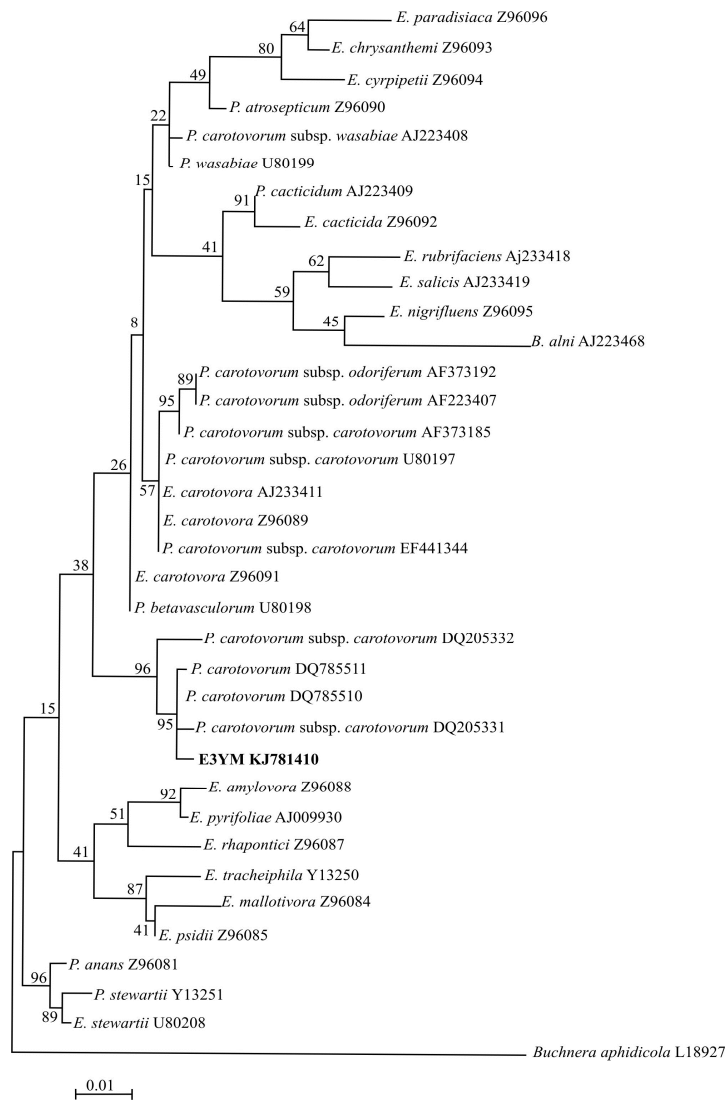 E. paradisiaca Z96096
64
E. chrysanthemi Z96093
80
E. cyrpipetii Z96094
49
P. atrosepticum Z96090
22
P. carotovorum subsp. wasabiae AJ223408
P. wasabiae U80199
15
P. cacticidum AJ223409
91
E. cacticida Z96092
41
E. rubrifaciens Aj233418
62
E. salicis AJ233419
59
E. nigrifluens Z96095
45
B. alni AJ223468
8
P. carotovorum subsp. odoriferum AF373192
89
P. carotovorum subsp. odoriferum AF223407
95
P. carotovorum subsp. carotovorum AF373185
P. carotovorum subsp. carotovorum U80197
26
57
E. carotovora AJ233411
E. carotovora Z96089
P. carotovorum subsp. carotovorum EF441344
38
E. carotovora Z96091
P. betavasculorum U80198
P. carotovorum subsp. carotovorum DQ205332
96
P. carotovorum DQ785511
P. carotovorum DQ785510
15
95
P. carotovorum subsp. carotovorum DQ205331
E3YM KJ781410
E. amylovora Z96088
92
E. pyrifoliae AJ009930
51
E. rhapontici Z96087
41
E. tracheiphila Y13250
87
E. mallotivora Z96084
41
E. psidii Z96085
P. anans Z96081
96
P. stewartii Y13251
89
E. stewartii U80208
Buchnera aphidicola L18927
0.01